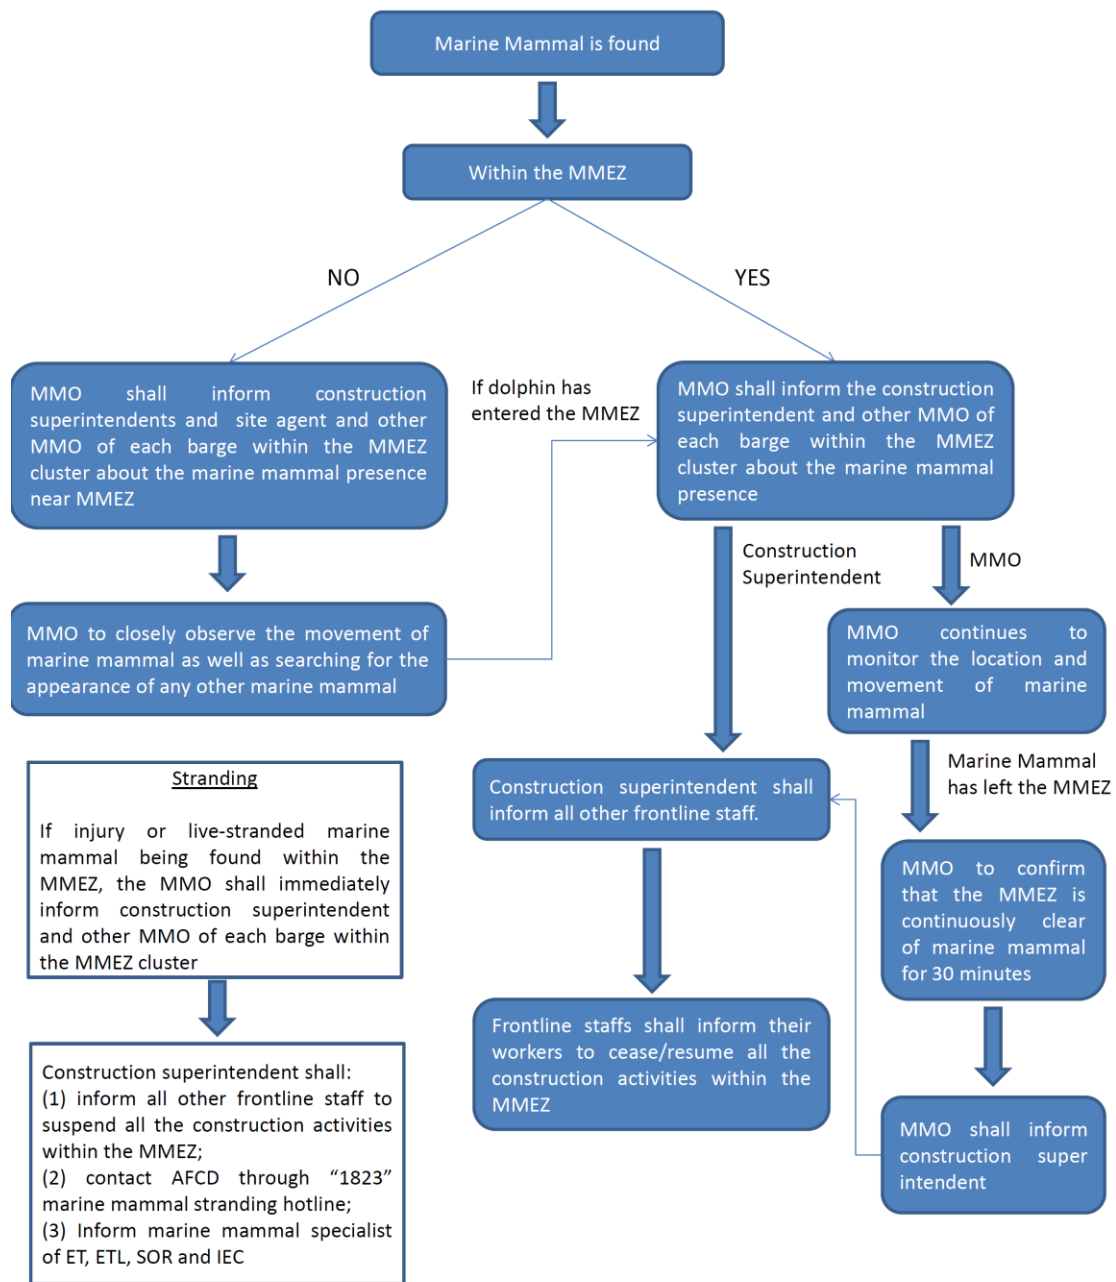 Marine Mammal is found
Within the MMEZ
NO
YES
MMO shall inform construction
superintendents and site agent and other
MMO of each barge within the MMEZ
cluster about the marine mammal presence
near MMEZ
If dolphin has
entered the MMEZ
MMO shall inform the construction
superintendent and other MMO of
each barge within the MMEZ
cluster about the marine mammal
presence
Construction
Superintendent
MMO
MMO to closely observe the movement of
marine mammal as well as searching for the
appearance of any other marine mammal
MMO continues to
monitor the location and
movement of marine
mammal
Marine Mammal
has left the MMEZ
Stranding
If injury or live-stranded marine
mammal being found within the
MMEZ, the MMO shall immediately
inform construction superintendent
and other MMO of each barge within
the MMEZ cluster
Construction superintendent shall
inform all other frontline staff.
MMO to confirm
that the MMEZ is
continuously clear
of marine mammal
for 30 minutes
Frontline staffs shall inform their
workers to cease/resume all the
construction activities within the
MMEZ
Construction superintendent shall:
(1) inform all other frontline staff to
suspend all the construction activities
within the MMEZ;
(2) contact AFCD through “1823”
marine mammal stranding hotline;
(3) Inform marine mammal specialist
of ET, ETL, SOR and IEC
MMO shall inform
construction super
intendent